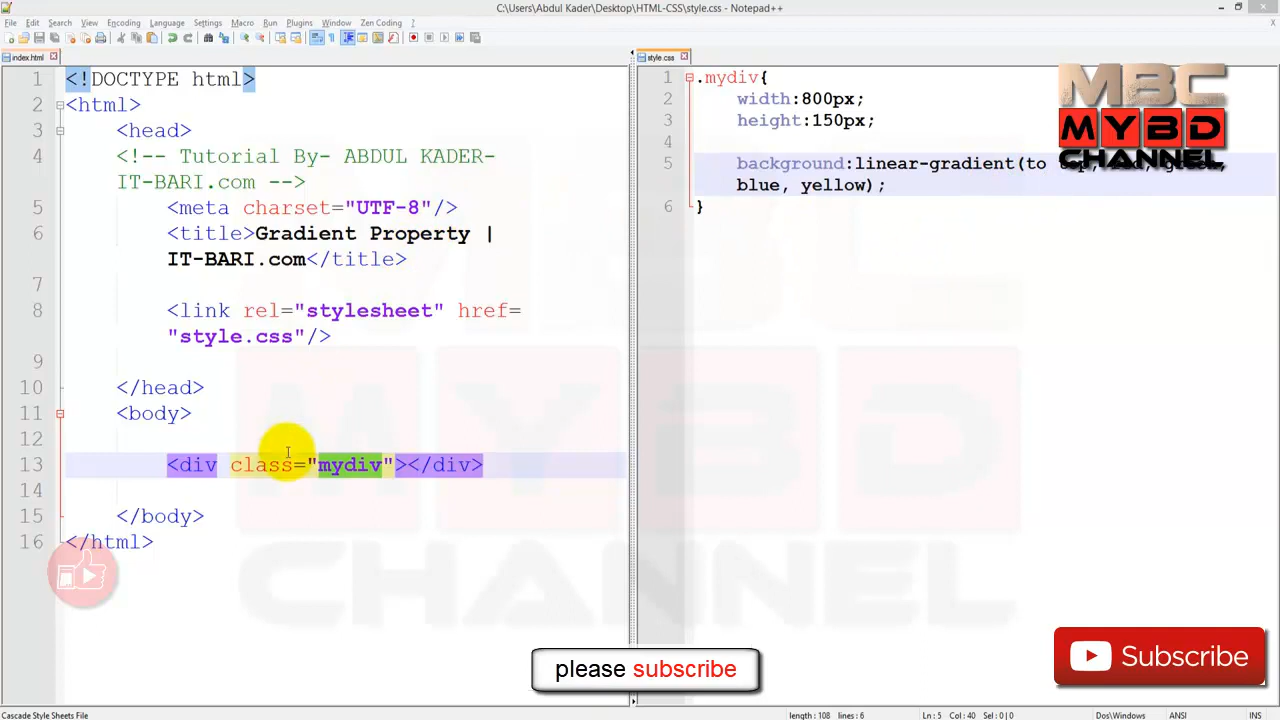 C:\Users\Abdul Kader\Desktop\HTML-CSS\style.css - Notepad++
File Edit Search View Encoding Language Settings Macro Run Plugins Window Zen Coding ?
index.html
1 <!DOCTYPE html>
2 <html>
3 <head>
4 <!-- Tutorial By- ABDUL KADER-
IT-BARI.com -->
5 <meta charset="UTF-8"/>
6 <title>Gradient Property |
IT-BARI.com</title>
7
8 <link rel="stylesheet" href=
"style.css"/>
9
10 </head>
11 <body>
12
13 <div class="mydiv"></div>
14
15 </body>
16 </html>
style.css
1 .mydiv{
2 width:800px;
3 height:150px;
4
5 background:linear-gradient(to top, red, green,
blue, yellow);
6 }
MBC
MYBD
CHANNEL
MYBD
CHANNEL
please subscribe
Subscribe
Cascade Style Sheets File length : 108 lines : 6 Ln : 5 Col : 40 Sel : 0 | 0 Dos\Windows ANSI INS